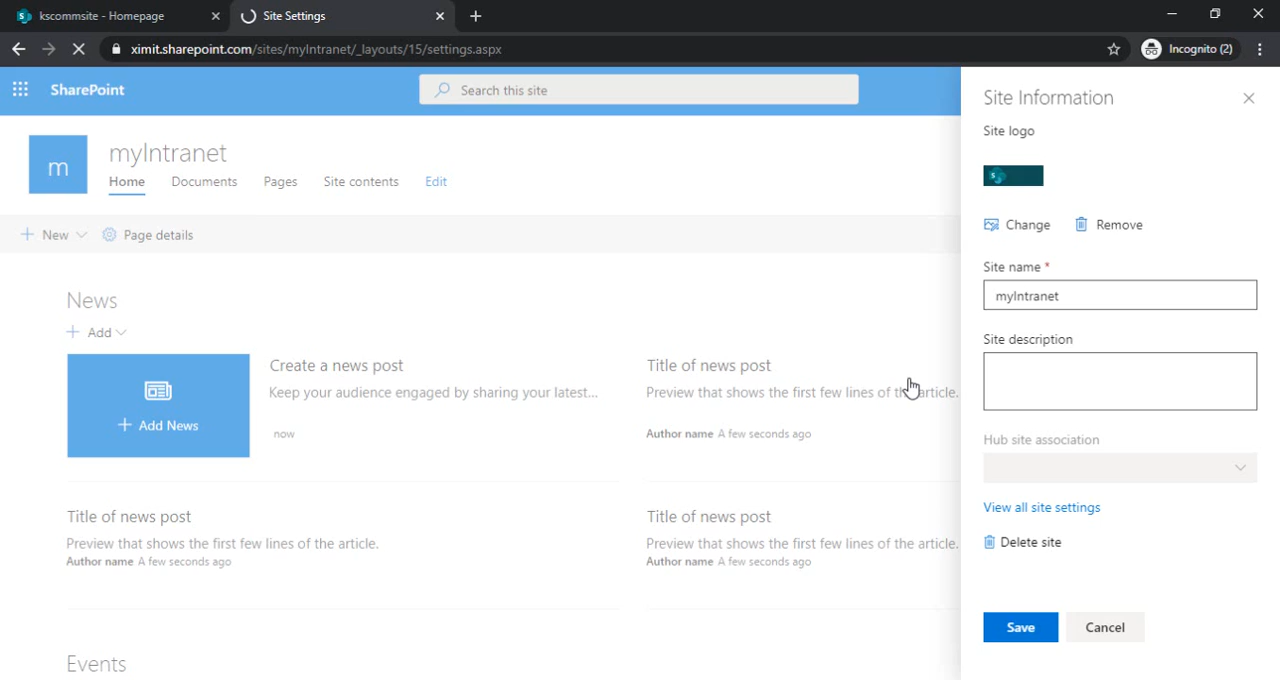 kscommsite - Homepage
Site Settings
ximit.sharepoint.com/sites/myIntranet/_layouts/15/settings.aspx
Incognito (2)
SharePoint
Search this site
m
myIntranet
Home Documents Pages Site contents Edit
New Page details
News
Add
Add News
Create a news post
Keep your audience engaged by sharing your latest...
now
Title of news post
Preview that shows the first few lines of the article.
Author name A few seconds ago
Title of news post
Preview that shows the first few lines of the article.
Author name A few seconds ago
Title of news post
Preview that shows the first few lines of the article.
Author name A few seconds ago
Events
Site Information
Site logo
S
Change Remove
Site name *
myIntranet
Site description
Hub site association
View all site settings
Delete site
Save Cancel